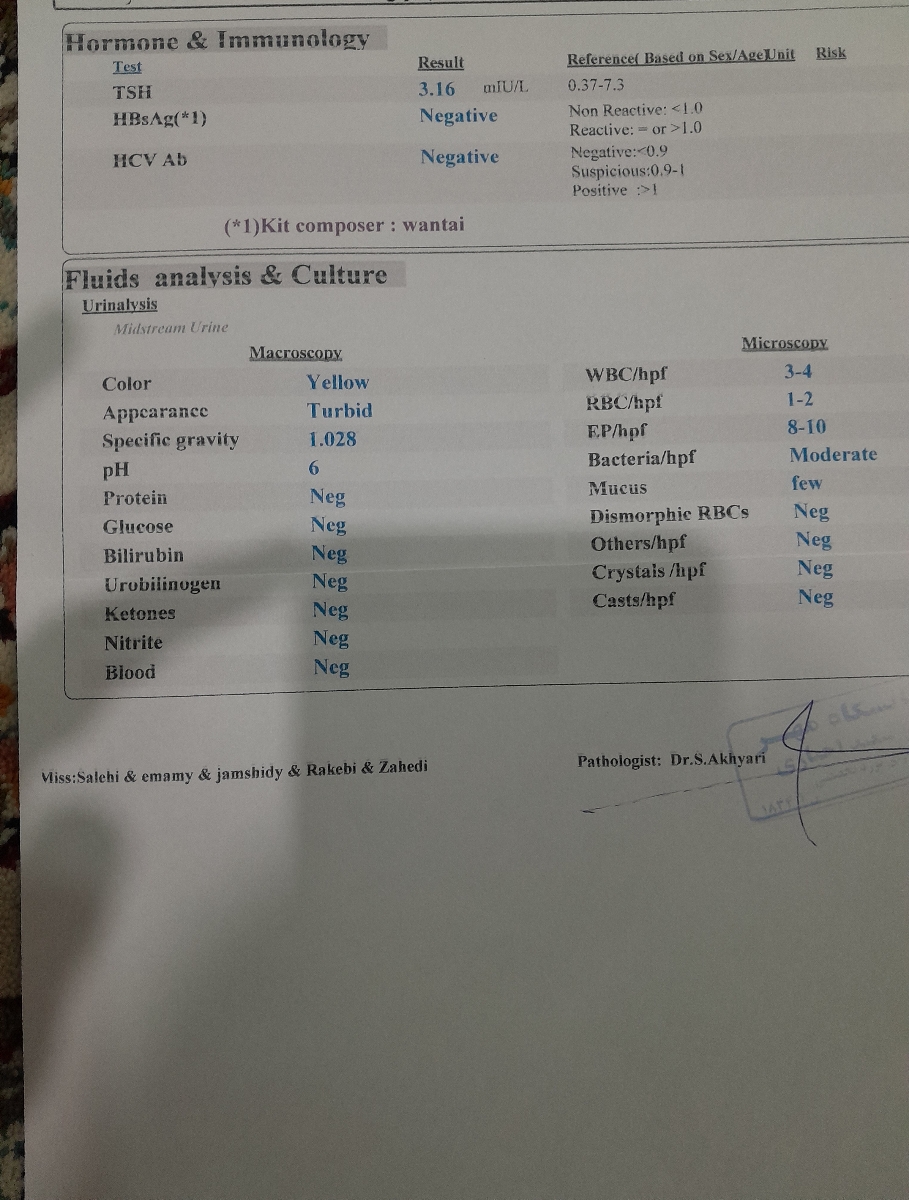 Hormone & Immunology
Test Result Reference( Based on Sex/Age)Unit Risk
TSH 3.16 mIU/L 0.37-7.3
HBsAg(*1) Negative Non Reactive: <1.0
Reactive: = or >1.0
HCV Ab Negative Negative:<0.9
Suspicious:0.9-1
Positive :>1
(*1)Kit composer : wantai
Fluids analysis & Culture
Urinalysis
Midstream Urine
Macroscopy
Color Yellow
Appearance Turbid
Specific gravity 1.028
pH 6
Protein Neg
Glucose Neg
Bilirubin Neg
Urobilinogen Neg
Ketones Neg
Nitrite Neg
Blood Neg
Microscopy
WBC/hpf 3-4
RBC/hpf 1-2
EP/hpf 8-10
Bacteria/hpf Moderate
Mucus few
Dismorphic RBCs Neg
Others/hpf Neg
Crystals /hpf Neg
Casts/hpf Neg
Miss:Salehi & emamy & jamshidy & Rakebi & Zahedi
Pathologist: Dr.S.Akhyari